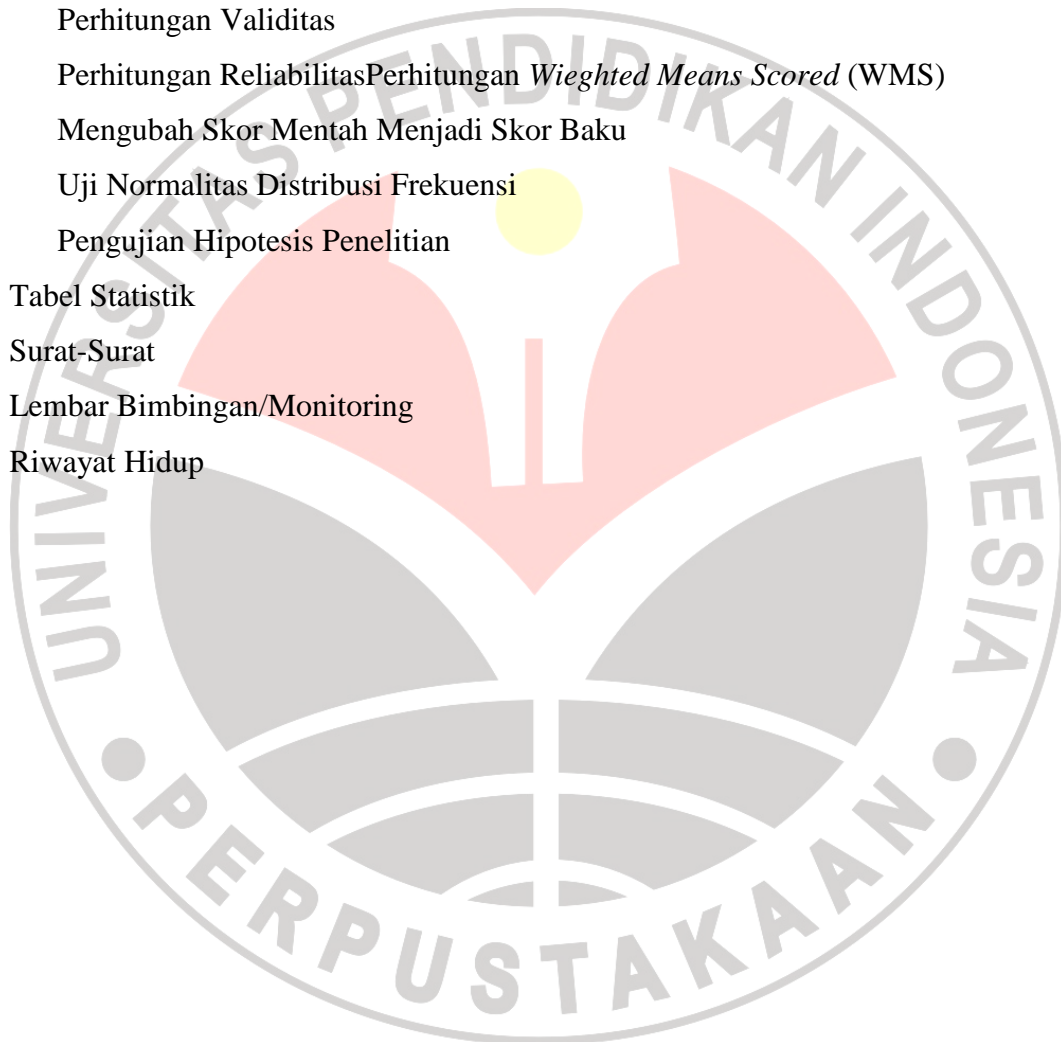 Perhitungan Validitas
Perhitungan ReliabilitasPerhitungan Wieghted Means Scored (WMS)
Mengubah Skor Mentah Menjadi Skor Baku
Uji Normalitas Distribusi Frekuensi
Pengujian Hipotesis Penelitian
Tabel Statistik
Surat-Surat
Lembar Bimbingan/Monitoring
Riwayat Hidup
UNIVERSITAS PENDIDIKAN INDONESIA
PERPUSTAKAAN